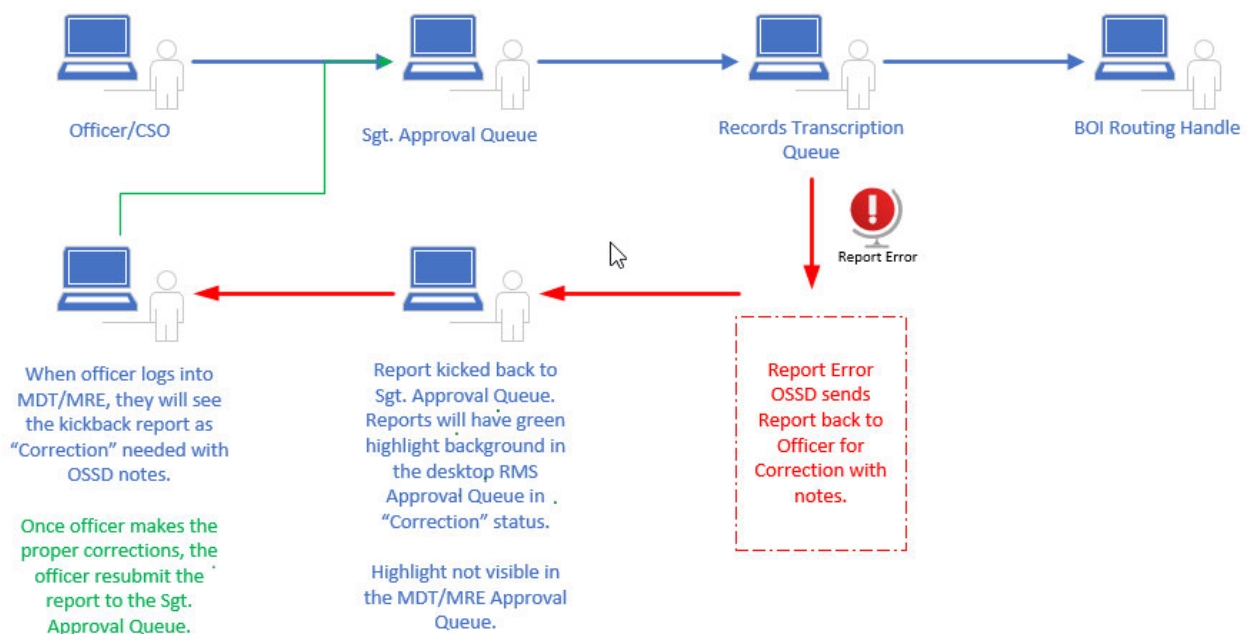 Officer/CSO
Sgt. Approval Queue
Records Transcription
Queue
BOI Routing Handle
Report Error
When officer logs into
MDT/MRE, they will see
the kickback report as
“Correction” needed with
OSSD notes.
Once officer makes the
proper corrections, the
officer resubmit the
report to the Sgt.
Approval Queue.
Report kicked back to
Sgt. Approval Queue.
Reports will have green
highlight background in
the desktop RMS
Approval Queue in
“Correction” status.
Highlight not visible in
the MDT/MRE Approval
Queue.
Report Error
OSSD sends
Report back to
Officer for
Correction with
notes.